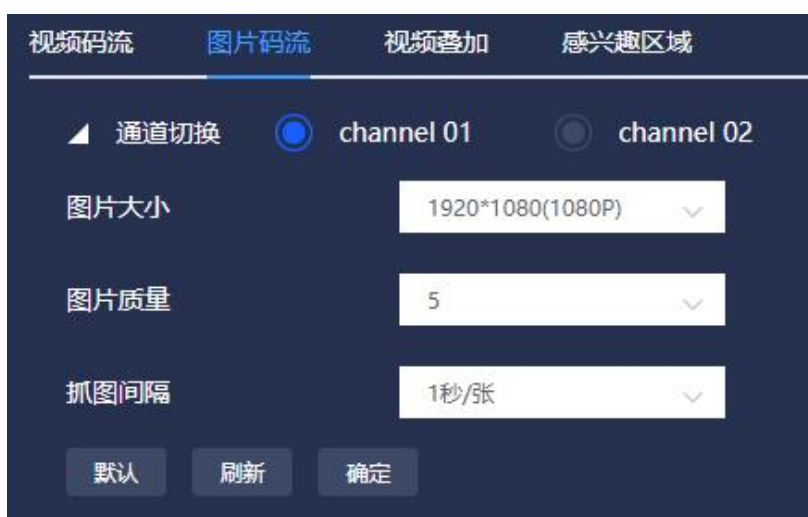 视频码流 图片码流 视频叠加 感兴趣区域
通道切换 channel 01 channel 02
图片大小 1920*1080(1080P)
图片质量 5
抓图间隔 1秒/张
默认 刷新 确定